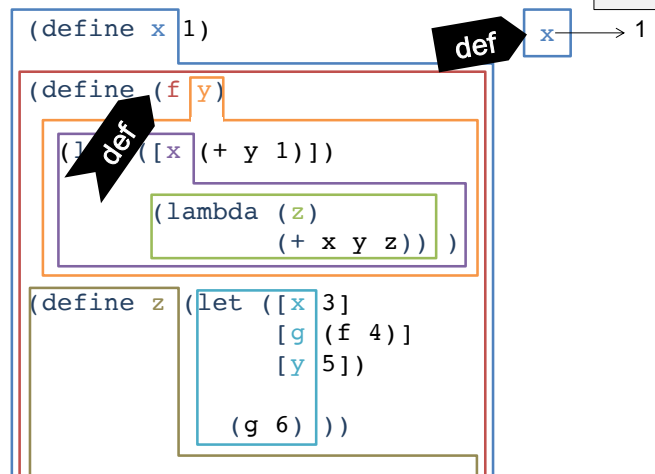 (define x 1)
def
x
1
(define (f y)
def
([x (+ y 1)])
(lambda (z)
(+ x y z)) )
(define z (let ([x 3]
[g (f 4)]
[y 5])
(g 6) ))